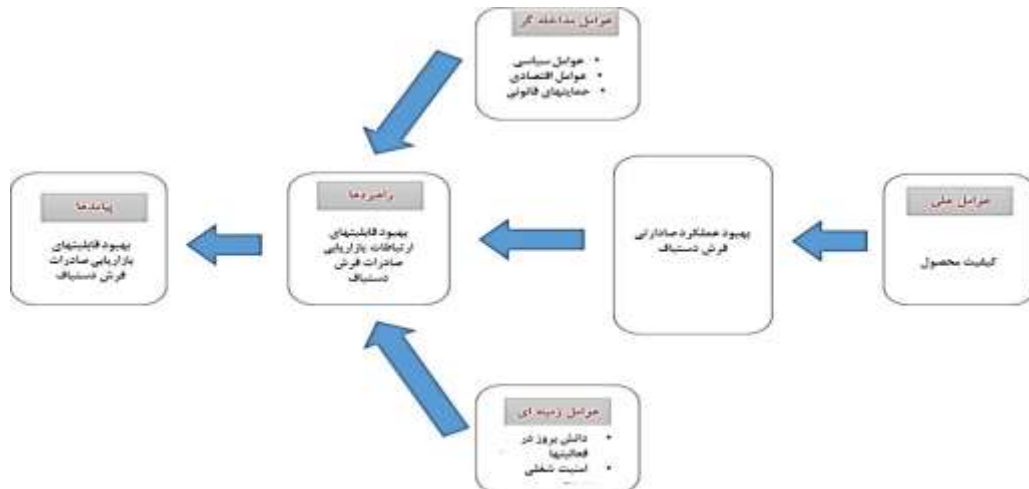 عوامل مداخله گر
عوامل سیاسی
عوامل اقتصادی
حمایتهای قانونی
عوامل علی
کیفیت محصول
بهبود عملکرد صادارتی
فرش دستباف
راهبردها
بهبود قابلیتهای
ارتباطات بازاریابی
صادرات فرش
دستباف
پیامدها
بهبود قابلیتهای
بازاریابی صادرات
فرش دستباف
عوامل زمینه ای
دانش بروز در
فعالیتها
امنیت شغلی